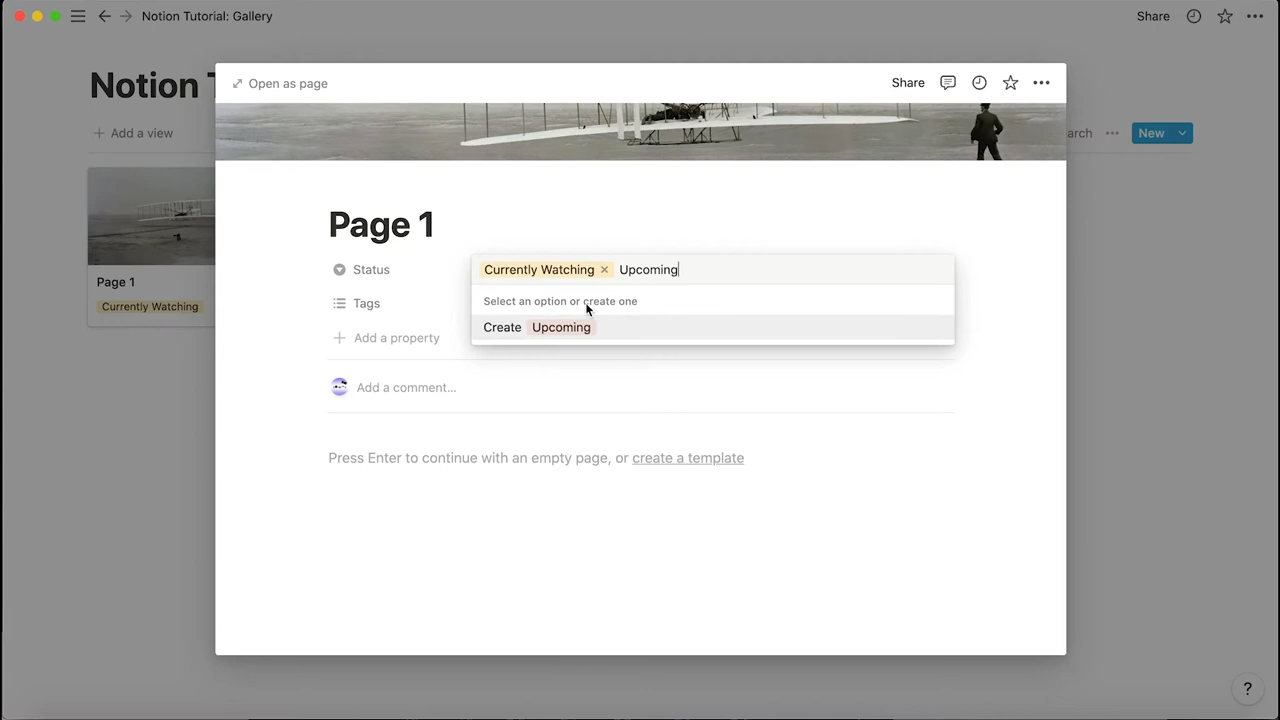 Notion Tutorial: Gallery
Share
Notion T
Add a view
arch
New
Page 1
Currently Watching
Open as page
Share
Page 1
Status
Currently Watching × Upcoming
Select an option or create one
Create Upcoming
Tags
Add a property
Add a comment...
Press Enter to continue with an empty page, or create a template
?